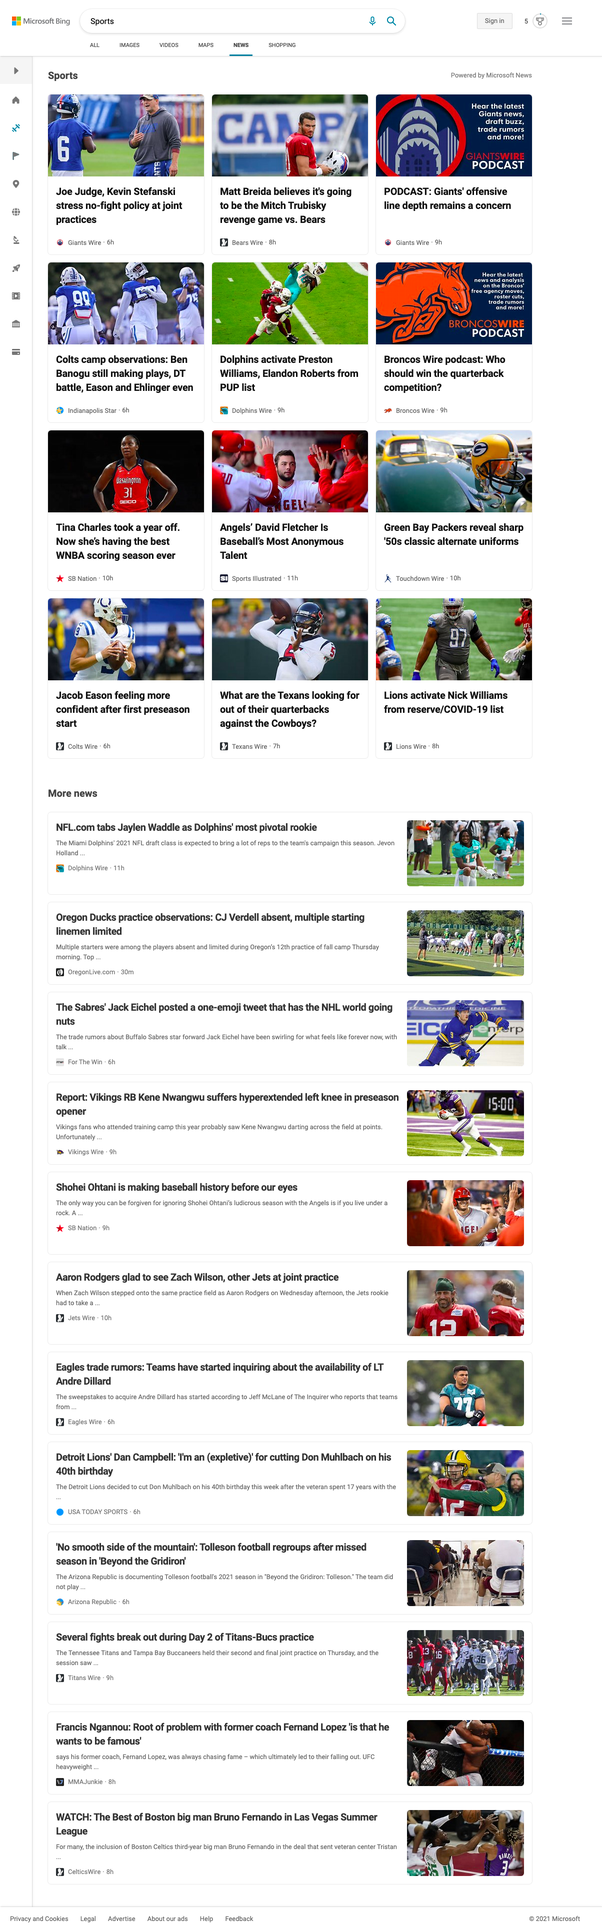 Microsoft Bing
Sports
Sign in
5
ALL IMAGES VIDEOS MAPS NEWS SHOPPING
Sports
Powered by Microsoft News
6
Joe Judge, Kevin Stefanski
stress no-fight policy at joint
practices
Giants Wire · 6h
CAMP
Matt Breida believes it's going
to be the Mitch Trubisky
revenge game vs. Bears
Bears Wire · 8h
Hear the latest
Giants news,
draft buzz,
trade rumors
and more!
GIANTSWIRE
PODCAST
PODCAST: Giants' offensive
line depth remains a concern
Giants Wire · 9h
99
Colts camp observations: Ben
Banogu still making plays, DT
battle, Eason and Ehlinger even
Indianapolis Star · 6h
Dolphins activate Preston
Williams, Elandon Roberts from
PUP list
Dolphins Wire · 9h
Hear the latest
news and analysis
on the Broncos'
free agency moves,
roster cuts,
trade rumors
and more!
BRONCOSWIRE
PODCAST
Broncos Wire podcast: Who
should win the quarterback
competition?
Broncos Wire · 9h
Washington
31
GEICO
Tina Charles took a year off.
Now she's having the best
WNBA scoring season ever
SB Nation · 10h
ANGEL
Angels' David Fletcher Is
Baseball's Most Anonymous
Talent
Sports Illustrated · 11h
G
Green Bay Packers reveal sharp
'50s classic alternate uniforms
Touchdown Wire · 10h
Jacob Eason feeling more
confident after first preseason
start
Colts Wire · 6h
What are the Texans looking for
out of their quarterbacks
against the Cowboys?
Texans Wire · 7h
97
Lions activate Nick Williams
from reserve/COVID-19 list
Lions Wire · 8h
More news
NFL.com tabs Jaylen Waddle as Dolphins' most pivotal rookie
The Miami Dolphins' 2021 NFL draft class is expected to bring a lot of reps to the team's campaign this season. Jevon
Holland ...
Dolphins Wire · 11h
Oregon Ducks practice observations: CJ Verdell absent, multiple starting
linemen limited
Multiple starters were among the players absent and limited during Oregon's 12th practice of fall camp Thursday
morning. Top ...
OregonLive.com · 30m
The Sabres' Jack Eichel posted a one-emoji tweet that has the NHL world going
nuts
The trade rumors about Buffalo Sabres star forward Jack Eichel have been swirling for what feels like forever now, with
talk ...
For The Win · 6h
Report: Vikings RB Kene Nwangwu suffers hyperextended left knee in preseason
opener
Vikings fans who attended training camp this year probably saw Kene Nwangwu darting across the field at points.
Unfortunately ...
Vikings Wire · 9h
15:00
Shohei Ohtani is making baseball history before our eyes
The only way you can be forgiven for ignoring Shohei Ohtani's ludicrous season with the Angels is if you live under a
rock. A ...
SB Nation · 9h
Aaron Rodgers glad to see Zach Wilson, other Jets at joint practice
When Zach Wilson stepped onto the same practice field as Aaron Rodgers on Wednesday afternoon, the Jets rookie
had to take a ...
Jets Wire · 10h
12
Eagles trade rumors: Teams have started inquiring about the availability of LT
Andre Dillard
The sweepstakes to acquire Andre Dillard has started according to Jeff McLane of The Inquirer who reports that teams
from ...
Eagles Wire · 6h
77
Detroit Lions' Dan Campbell: 'I'm an (expletive)' for cutting Don Muhlbach on his
40th birthday
The Detroit Lions decided to cut Don Muhlbach on his 40th birthday this week after the veteran spent 17 years with the
...
USA TODAY SPORTS · 6h
12
'No smooth side of the mountain': Tolleson football regroups after missed
season in 'Beyond the Gridiron'
The Arizona Republic is documenting Tolleson football's 2021 season in "Beyond the Gridiron: Tolleson." The team did
not play ...
Arizona Republic · 6h
Several fights break out during Day 2 of Titans-Bucs practice
The Tennessee Titans and Tampa Bay Buccaneers held their second and final joint practice on Thursday, and the
session saw ...
Titans Wire · 9h
Francis Ngannou: Root of problem with former coach Fernand Lopez 'is that he
wants to be famous'
says his former coach, Fernand Lopez, was always chasing fame – which ultimately led to their falling out. UFC
heavyweight ...
MMAJunkie · 8h
WATCH: The Best of Boston big man Bruno Fernando in Las Vegas Summer
League
For many, the inclusion of Boston Celtics third-year big man Bruno Fernando in the deal that sent veteran center Tristan
...
CelticsWire · 8h
Privacy and Cookies Legal Advertise About our ads Help Feedback
© 2021 Microsoft